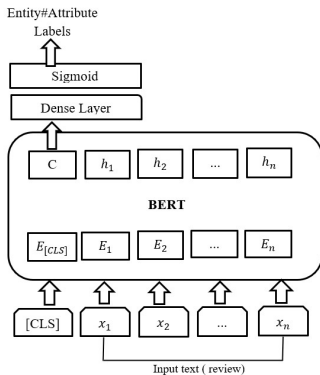 Entity#Attribute
Labels
Sigmoid
Dense Layer
C h₁ h₂ ... hₙ
BERT
E[CLS] E₁ E₂ ... Eₙ
[CLS] x₁ x₂ ... xₙ
Input text ( review)